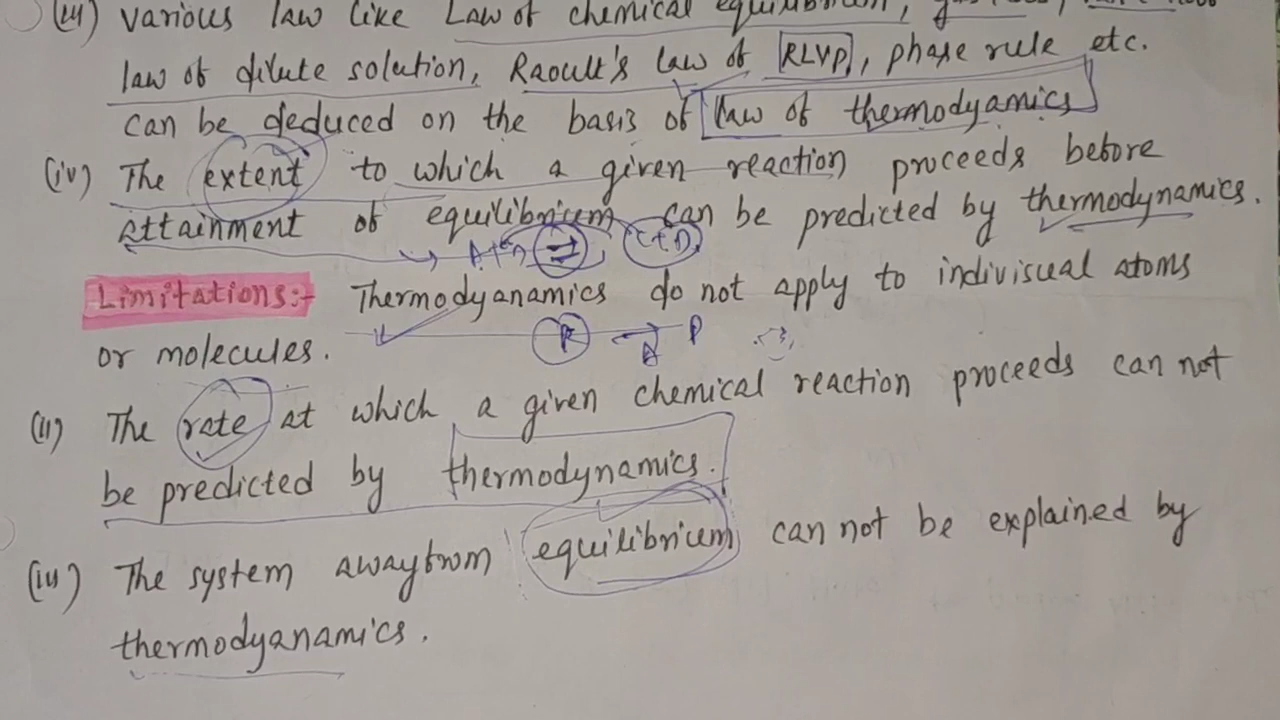 (iii) various law like Law of chemical equilibrium,
law of dilute solution, Raoult's law of RLVP, phase rule etc.
can be deduced on the basis of law of thermodyamics
(iv) The extent to which a given reaction proceeds before
attainment of equilibrium can be predicted by thermodynamics.
⇌
Limitations:- Thermodyanamics do not apply to indivisual atoms
or molecules.
R → P
(ii) The rate at which a given chemical reaction proceeds can not
be predicted by thermodynamics.
(iii) The system away from equilibrium can not be explained by
thermodyanamics.